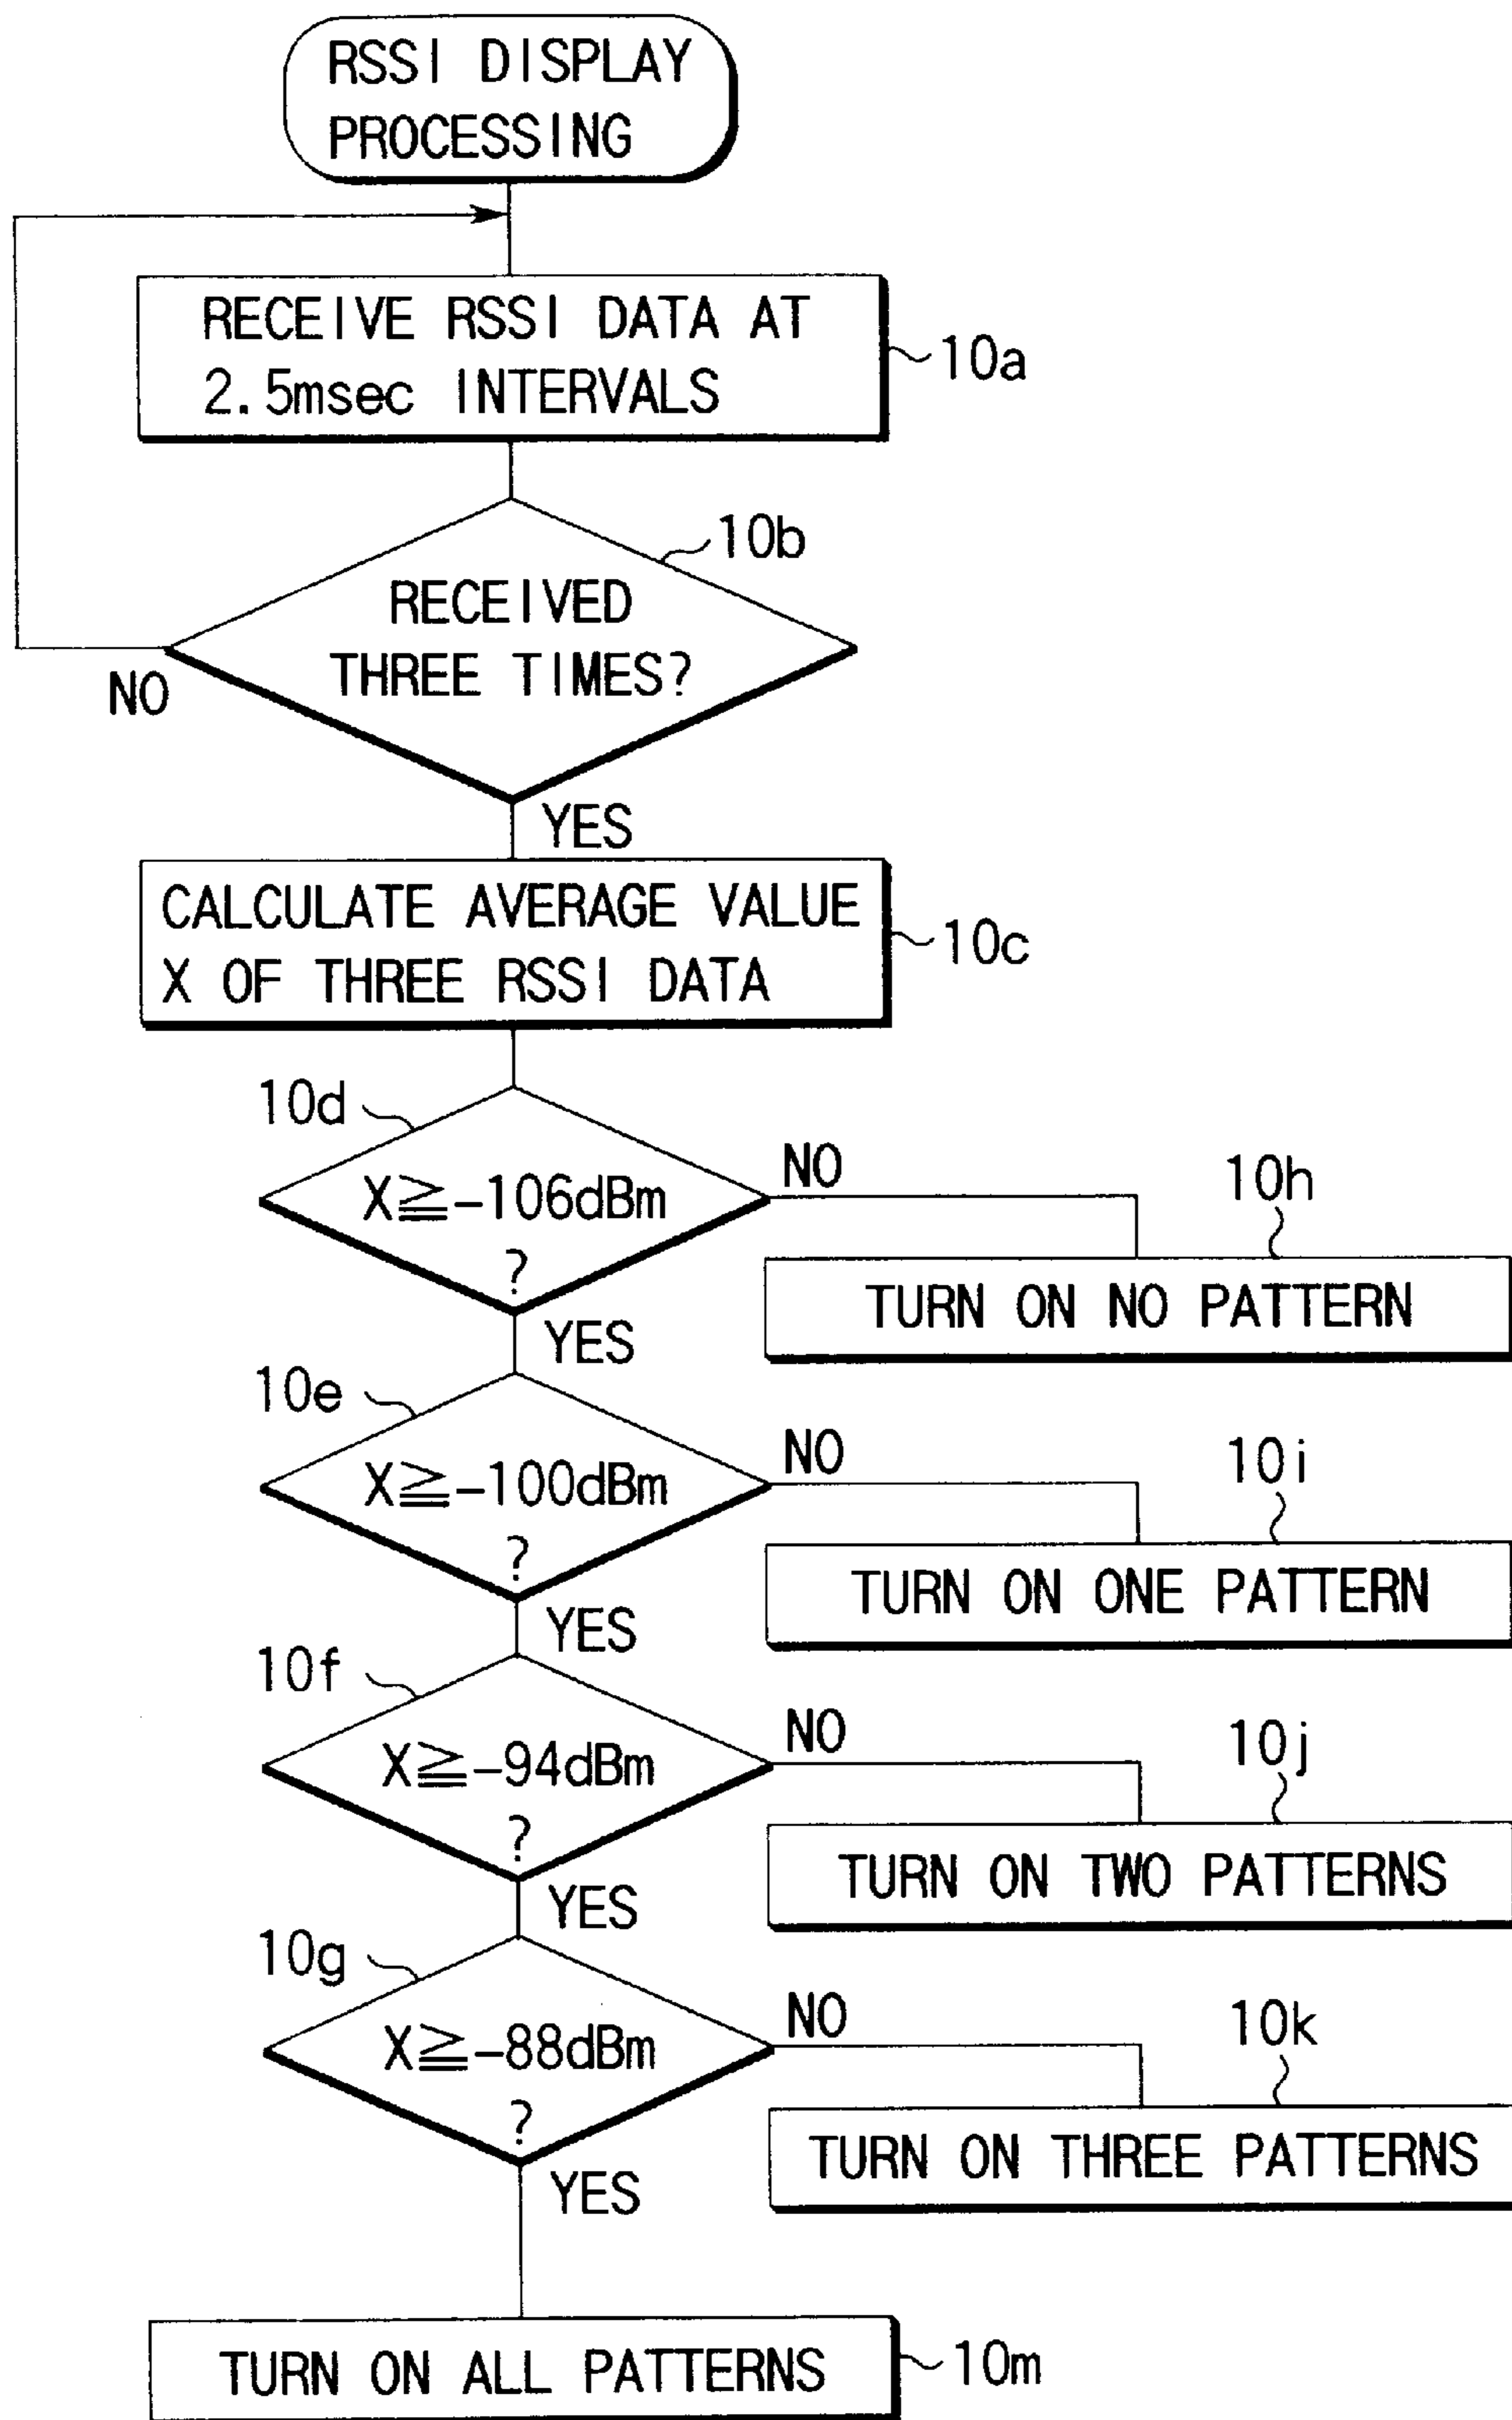 RSSI DISPLAY
PROCESSING
RECEIVE RSSI DATA AT
2.5msec INTERVALS
10a
10b
RECEIVED
THREE TIMES?
NO
YES
CALCULATE AVERAGE VALUE
X OF THREE RSSI DATA
10c
10d
X≧-106dBm
?
NO
10h
TURN ON NO PATTERN
YES
10e
X≧-100dBm
?
NO
10i
TURN ON ONE PATTERN
YES
10f
X≧-94dBm
?
NO
10j
TURN ON TWO PATTERNS
YES
10g
X≧-88dBm
?
NO
10k
TURN ON THREE PATTERNS
YES
TURN ON ALL PATTERNS
10m